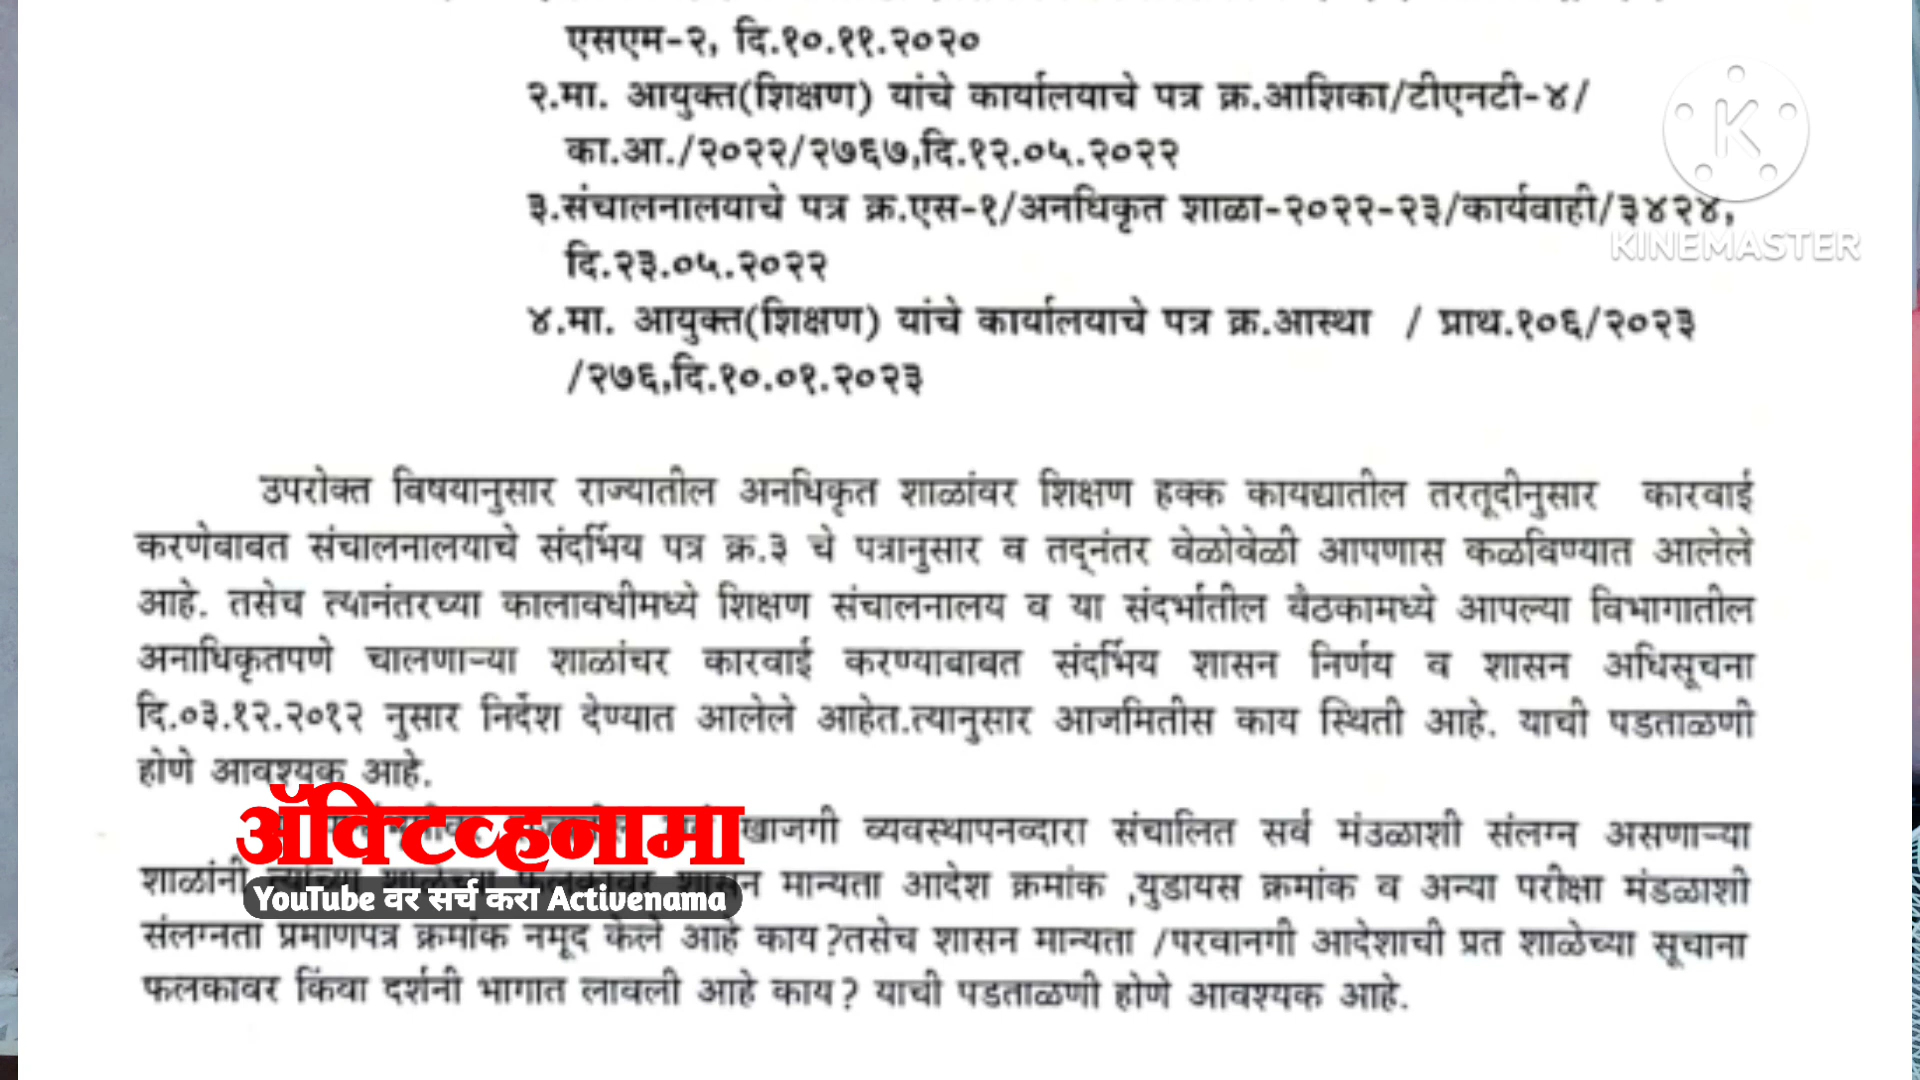 एसएम-२, दि.१०.११.२०२०
२.मा. आयुक्त(शिक्षण) यांचे कार्यालयाचे पत्र क्र.आशिका/टीएनटी-४/
का.आ./२०२२/२७६७,दि.१२.०५.२०२२
३.संचालनालयाचे पत्र क्र.एस-१/अनधिकृत शाळा-२०२२-२३/कार्यवाही/३४२४,
दि.२३.०५.२०२२
४.मा. आयुक्त(शिक्षण) यांचे कार्यालयाचे पत्र क्र.आस्था / प्राथ.१०६/२०२३
/२७६,दि.१०.०१.२०२३
K
KINEMASTER
उपरोक्त विषयानुसार राज्यातील अनधिकृत शाळांवर शिक्षण हक्क कायद्यातील तरतूदीनुसार कारवाई
करणेबाबत संचालनालयाचे संदर्भिय पत्र क्र.३ चे पत्रानुसार व तद्नंतर वेळोवेळी आपणास कळविण्यात आलेले
आहे. तसेच त्यानंतरच्या कालावधीमध्ये शिक्षण संचालनालय व या संदर्भातील बैठकामध्ये आपल्या विभागातील
अनाधिकृतपणे चालणाऱ्या शाळांचर कारवाई करण्याबाबत संदर्भिय शासन निर्णय व शासन अधिसूचना
दि.०३.१२.२०१२ नुसार निर्देश देण्यात आलेले आहेत.त्यानुसार आजमितीस काय स्थिती आहे. याची पडताळणी
होणे आवश्यक आहे.
खाजगी व्यवस्थापनव्दारा संचालित सर्व मंउळाशी संलग्न असणाऱ्या
शाळांनी मान्यता आदेश क्रमांक ,युडायस क्रमांक व अन्या परीक्षा मंडळाशी
संलग्नता प्रमाणपत्र क्रमांक नमूद केले आहे काय?तसेच शासन मान्यता /परवानगी आदेशाची प्रत शाळेच्या सूचाना
फलकावर किंवा दर्शनी भागात लावली आहे काय? याची पडताळणी होणे आवश्यक आहे.
ॲक्टिव्हनामा
YouTube वर सर्च करा Activenama